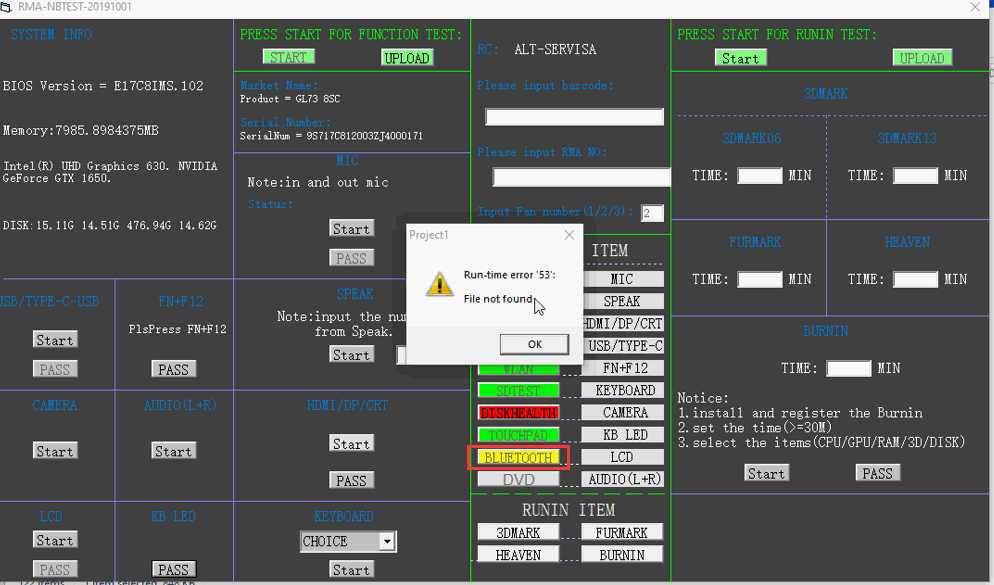 RMA-NBTEST-20191001
SYSTEM INFO
BIOS Version = E17C8IMS.102
Memory:7985.8984375MB
Intel(R) UHD Graphics 630. NVIDIA
GeForce GTX 1650.
DISK:15.11G 14.51G 476.94G 14.62G
PRESS START FOR FUNCTION TEST:
START
UPLOAD
Market Name:
Product = GL73 8SC
Serial Number:
SerialNum = 9S717C812003ZJ4000171
MIC
Note:in and out mic
Status:
Start
PASS
SPEAK
Note:input the nu
from Speak.
Start
USB/TYPE-C-USB
Start
PASS
FN+F12
PlsPress FN+F12
PASS
CAMERA
Start
AUDIO(L+R)
Start
HDMI/DP/CRT
Start
PASS
LCD
Start
PASS
KB LED
PASS
KEYBOARD
CHOICE
Start
RC: ALT-SERVISA
Please input barcode:
Please input RMA NO:
Input Fan number(1/2/3): 2
Project1
Run-time error '53':
File not found
OK
ITEM
MIC
SPEAK
HDMI/DP/CRT
USB/TYPE-C
WLAN
FN+F12
SDTEST
KEYBOARD
DISKHEALTH
CAMERA
TOUCHPAD
KB LED
BLUETOOTH
LCD
DVD
AUDIO(L+R)
RUNIN ITEM
3DMARK
FURMARK
HEAVEN
BURNIN
PRESS START FOR RUNIN TEST:
Start
UPLOAD
3DMARK
3DMARK06
TIME: MIN
3DMARK13
TIME: MIN
FURMARK
TIME: MIN
HEAVEN
TIME: MIN
BURNIN
TIME: MIN
Notice:
1.install and register the Burnin
2.set the time(>=30M)
3.select the items(CPU/GPU/RAM/3D/DISK)
Start
PASS